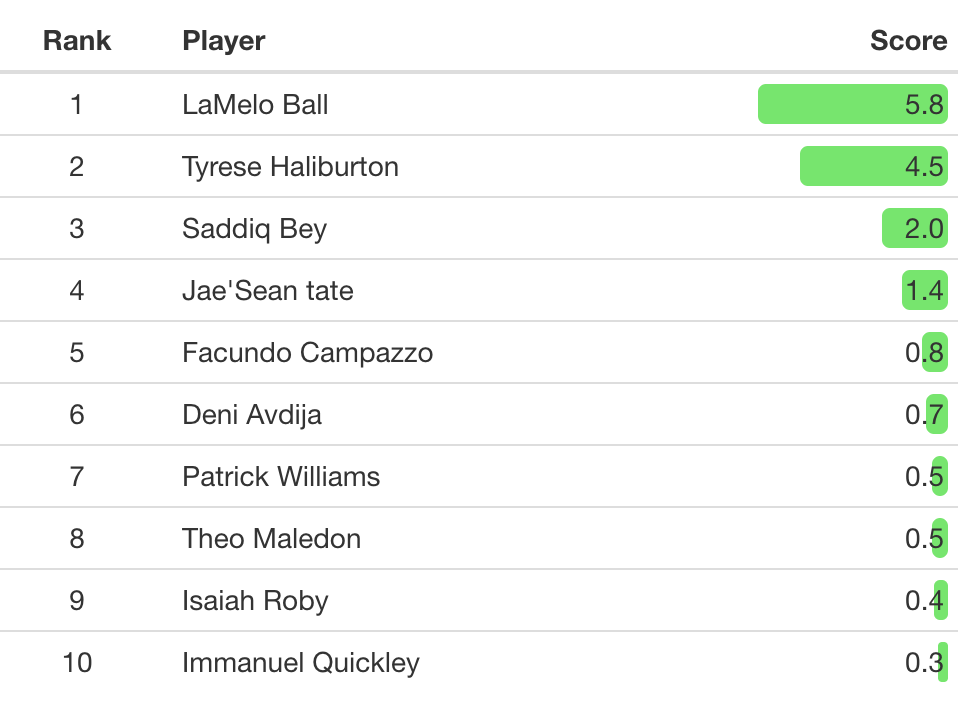 Rank Player Score
1 LaMelo Ball 5.8
2 Tyrese Haliburton 4.5
3 Saddiq Bey 2.0
4 Jae'Sean tate 1.4
5 Facundo Campazzo 0.8
6 Deni Avdija 0.7
7 Patrick Williams 0.5
8 Theo Maledon 0.5
9 Isaiah Roby 0.4
10 Immanuel Quickley 0.3